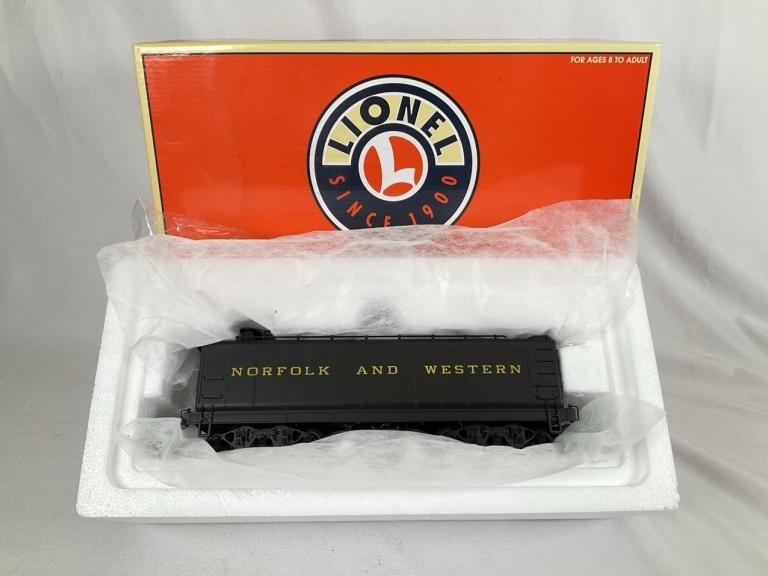 FOR AGES 8 TO ADULT
LIONEL
L
SINCE 1900
NORFOLK AND WESTERN